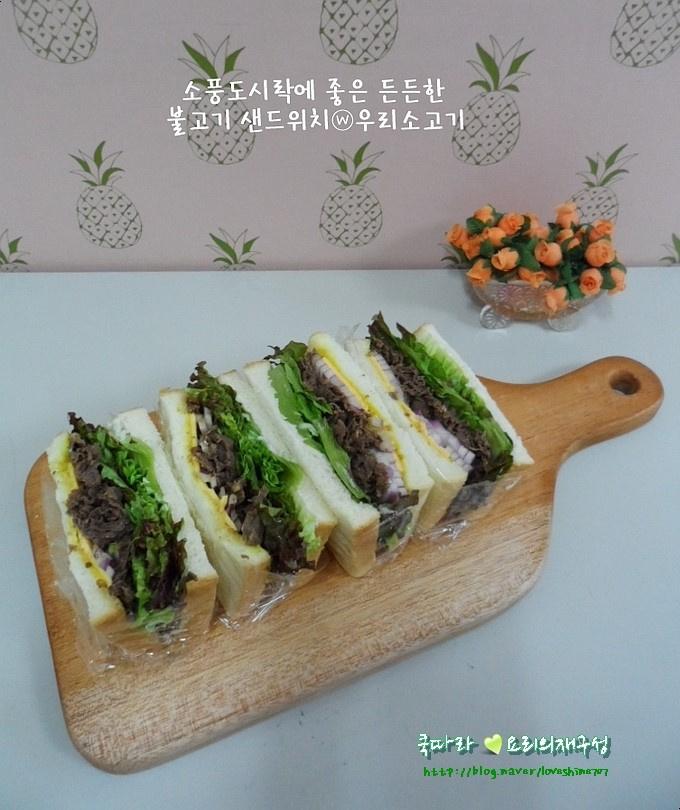 소풍도시락에 좋은 든든한
불고기 샌드위치ⓦ우리소고기
쿡따라 💛 요리의재구성
http://blog.naver/loveshine707